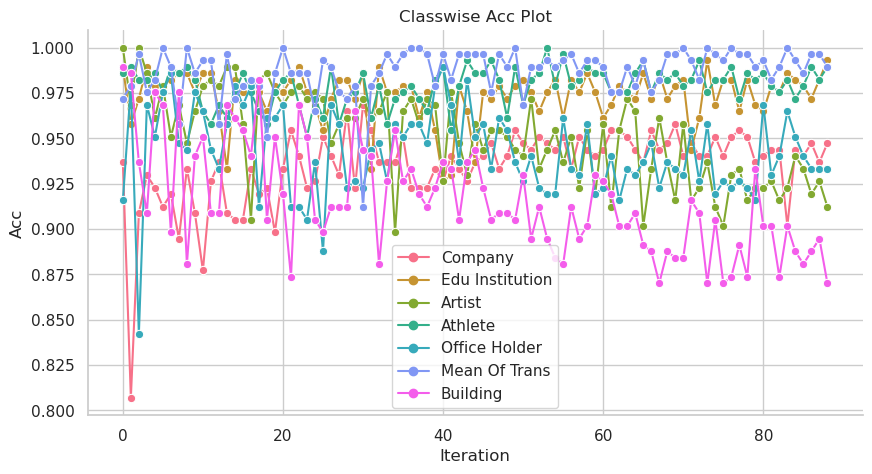 Classwise Acc Plot
Acc
1.000
0.975
0.950
0.925
0.900
0.875
0.850
0.825
0.800
Company
Edu Institution
Artist
Athlete
Office Holder
Mean Of Trans
Building
0 20 40 60 80
Iteration